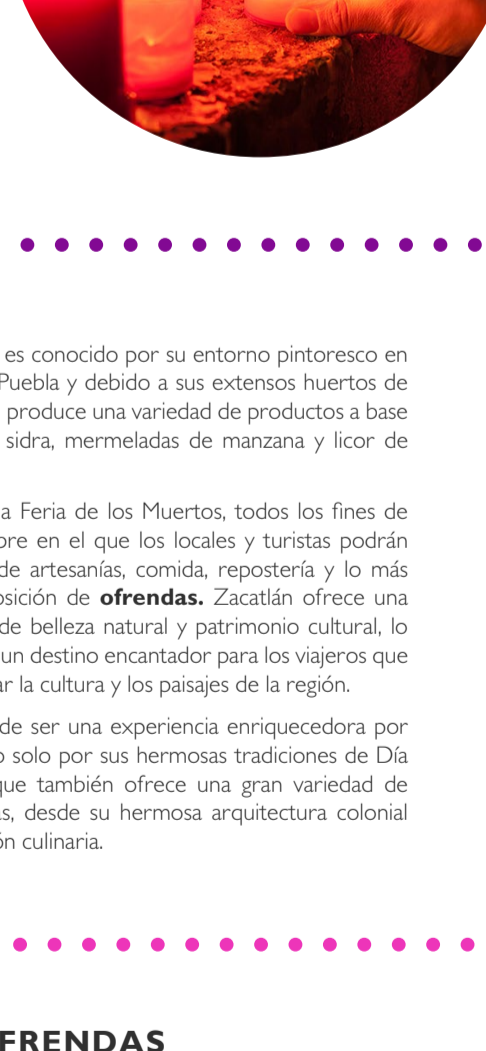 es conocido por su entorno pintoresco en
Puebla y debido a sus extensos huertos de
produce una variedad de productos a base
sidra, mermeladas de manzana y licor de
a Feria de los Muertos, todos los fines de
bre en el que los locales y turistas podrán
de artesanías, comida, repostería y lo más
osición de ofrendas. Zacatlán ofrece una
de belleza natural y patrimonio cultural, lo
un destino encantador para los viajeros que
ar la cultura y los paisajes de la región.
de ser una experiencia enriquecedora por
o solo por sus hermosas tradiciones de Día
que también ofrece una gran variedad de
as, desde su hermosa arquitectura colonial
ón culinaria.
FRENDAS